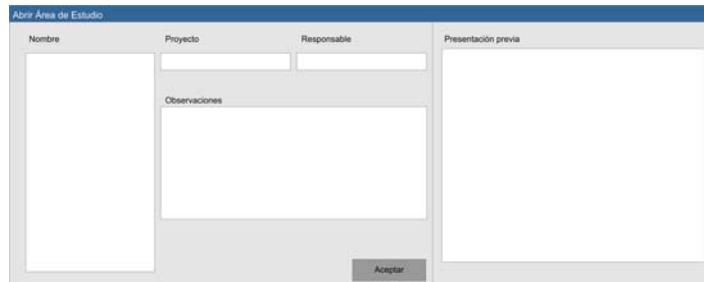 Abrir Área de Estudio
Nombre
Proyecto
Responsable
Presentación previa
Observaciones
Aceptar